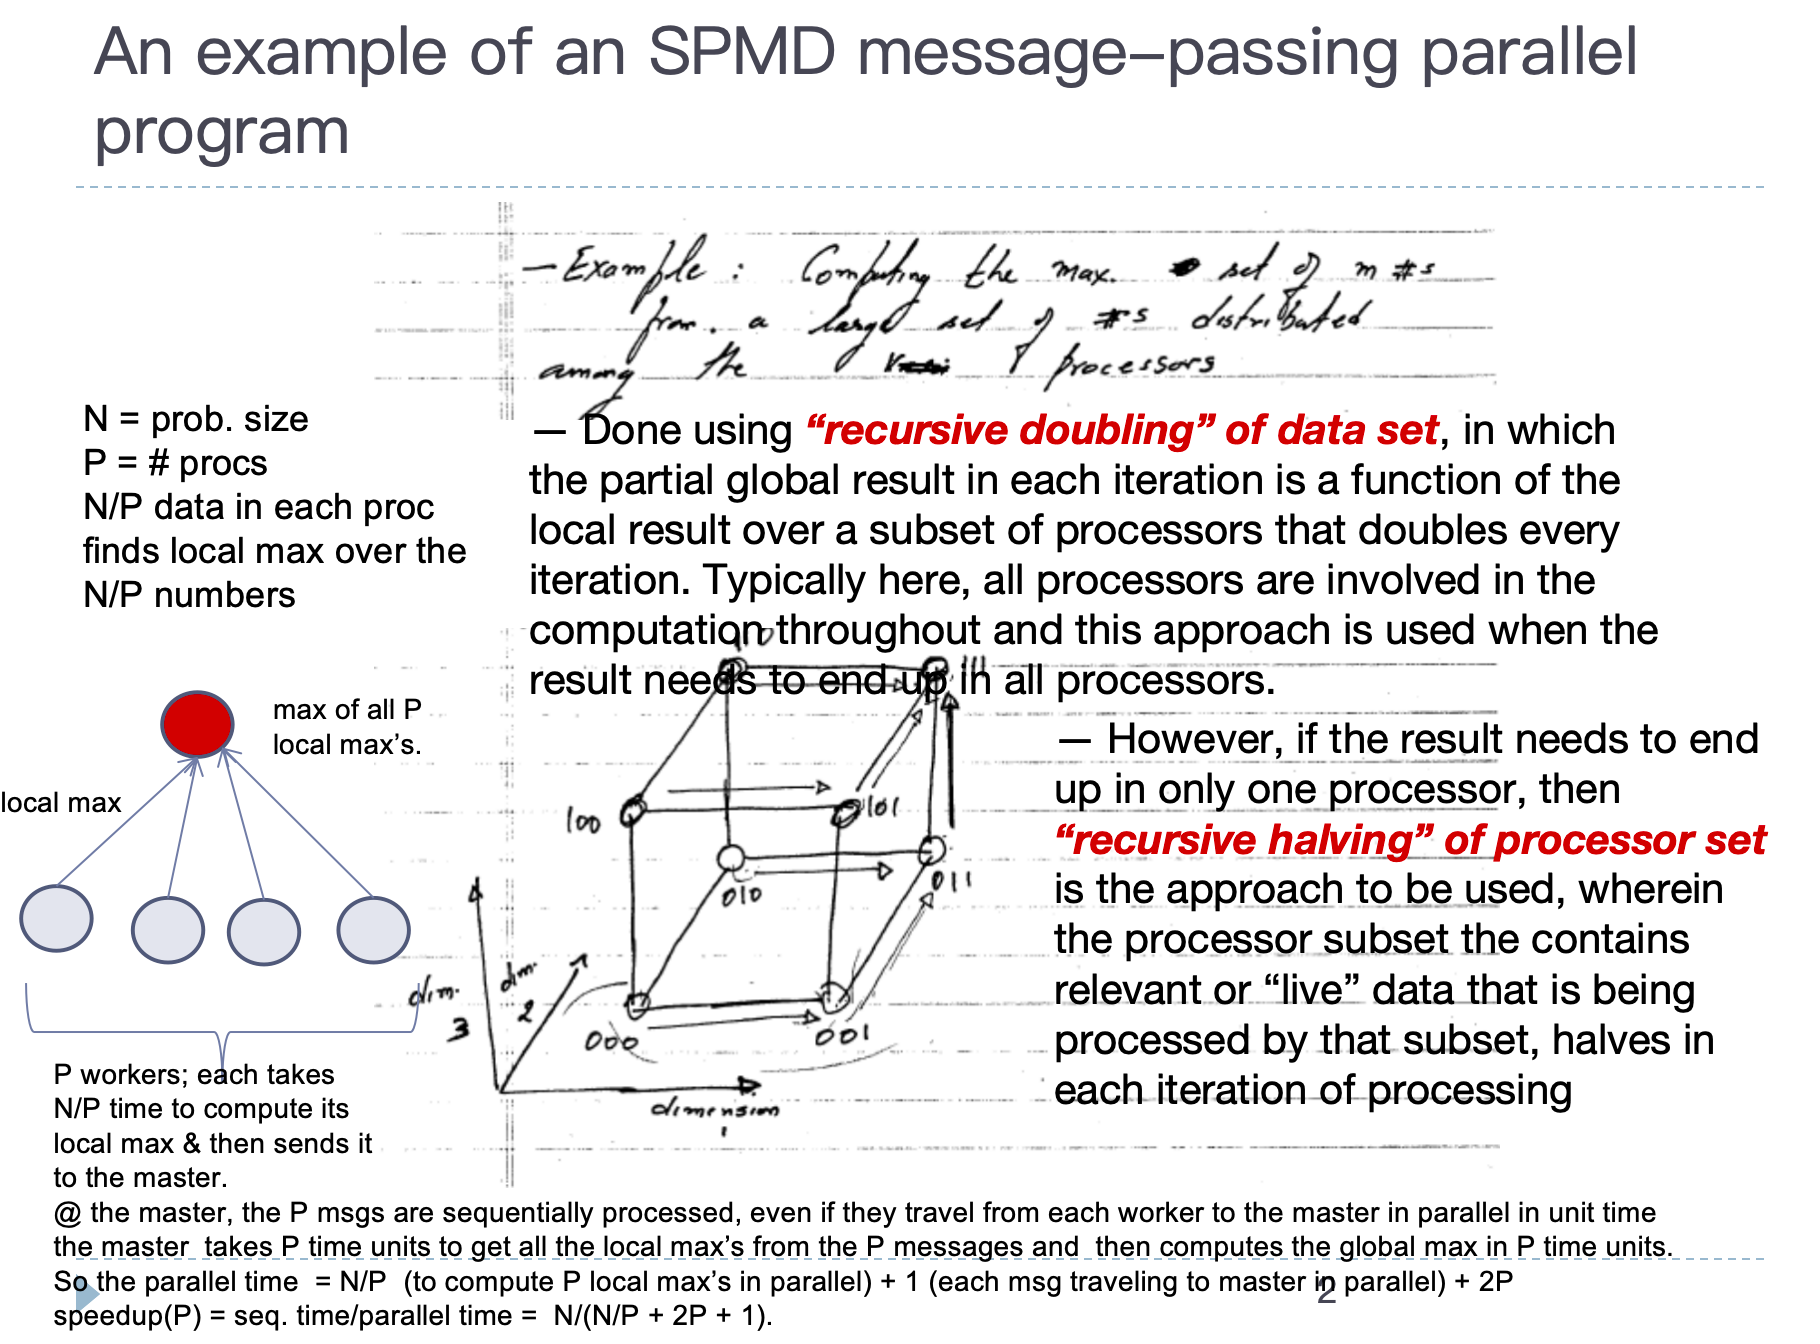 An example of an SPMD message–passing parallel
program
— Example : Computing the max. set of m #s
from. a large set of #s distributed
among the P processors
N = prob. size
P = # procs
N/P data in each proc
finds local max over the
N/P numbers
— Done using “recursive doubling” of data set, in which
the partial global result in each iteration is a function of the
local result over a subset of processors that doubles every
iteration. Typically here, all processors are involved in the
computation throughout and this approach is used when the
result needs to end up in all processors.
110
111
max of all P
local max’s.
local max
— However, if the result needs to end
up in only one processor, then
“recursive halving” of processor set
is the approach to be used, wherein
the processor subset the contains
relevant or “live” data that is being
processed by that subset, halves in
each iteration of processing
100
101
010
011
dim.
3
dim.
2
000
001
dimension
1
P workers; each takes
N/P time to compute its
local max & then sends it
to the master.
@ the master, the P msgs are sequentially processed, even if they travel from each worker to the master in parallel in unit time
the master takes P time units to get all the local max’s from the P messages and then computes the global max in P time units.
So the parallel time = N/P (to compute P local max’s in parallel) + 1 (each msg traveling to master in parallel) + 2P
speedup(P) = seq. time/parallel time = N/(N/P + 2P + 1).
2